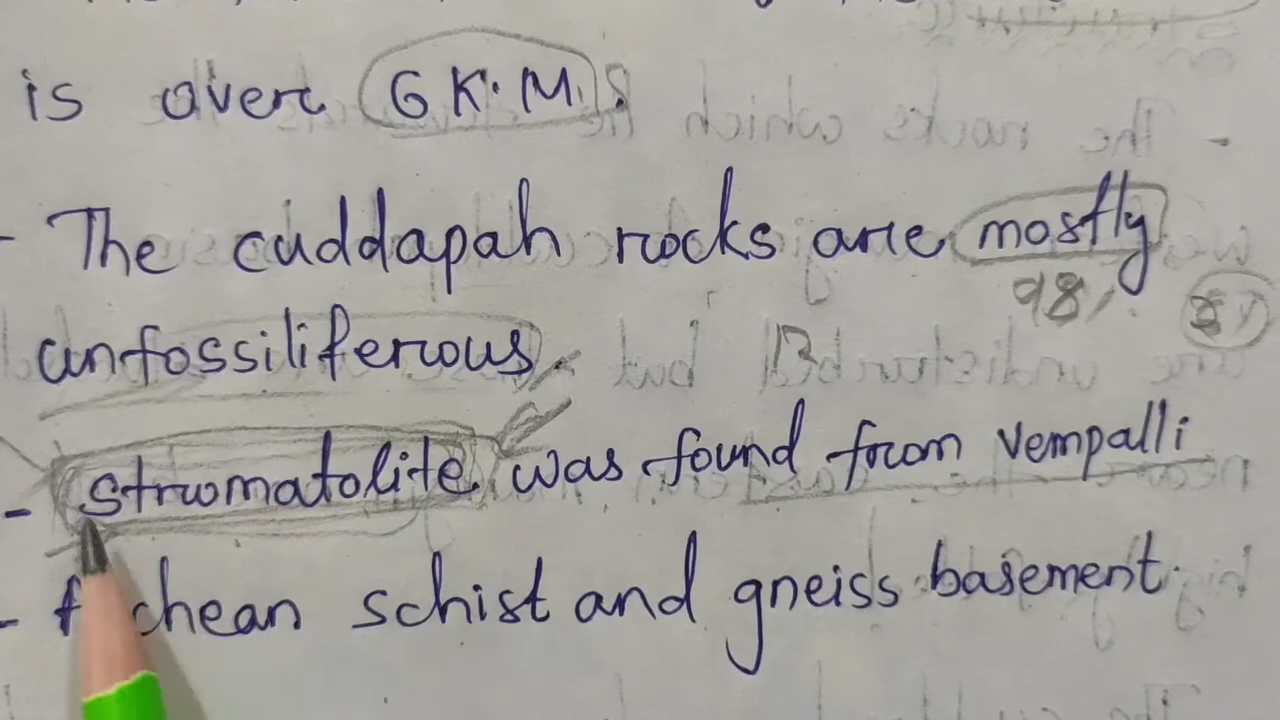 is over 6 K.M.
- The cuddapah rocks are mostly
98%
unfossiliferous.
- Stromatolite was found from Vempalli
- chean schist and gneiss basement.